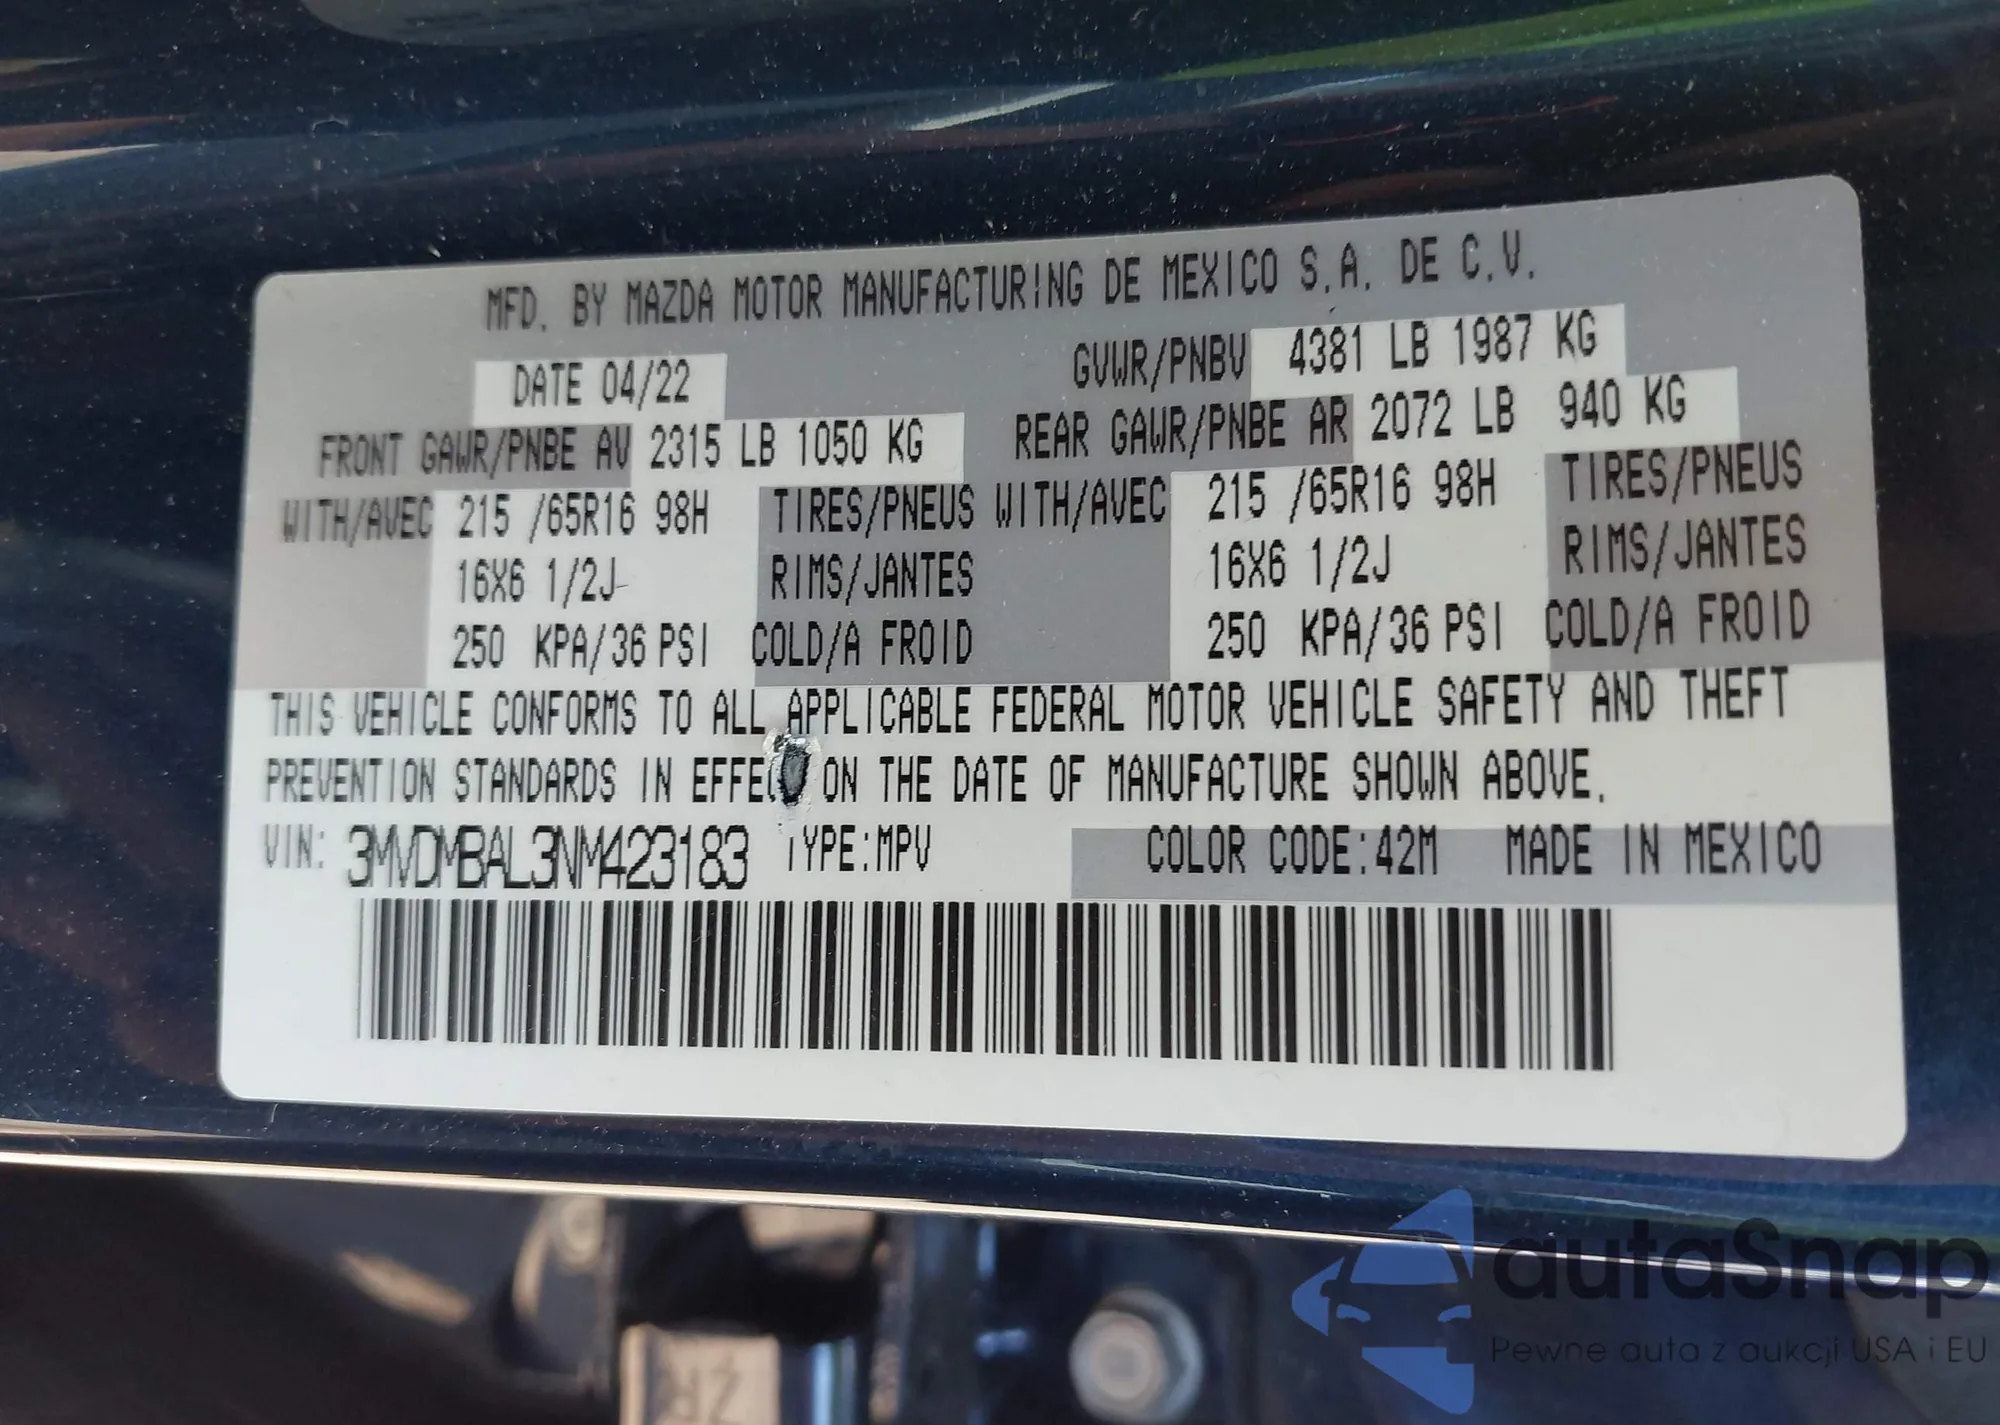 MFD. BY MAZDA MOTOR MANUFACTURING DE MEXICO S.A. DE C.V.
DATE 04/22 GVWR/PNBV 4381 LB 1987 KG
FRONT GAWR/PNBE AV 2315 LB 1050 KG REAR GAWR/PNBE AR 2072 LB 940 KG
WITH/AVEC 215 /65R16 98H TIRES/PNEUS WITH/AVEC 215 /65R16 98H TIRES/PNEUS
16X6 1/2J RIMS/JANTES 16X6 1/2J RIMS/JANTES
250 KPA/36 PSI COLD/A FROID 250 KPA/36 PSI COLD/A FROID
THIS VEHICLE CONFORMS TO ALL APPLICABLE FEDERAL MOTOR VEHICLE SAFETY AND THEFT
PREVENTION STANDARDS IN EFFECT ON THE DATE OF MANUFACTURE SHOWN ABOVE.
VIN: 3MVDMBAL3NM423183 TYPE:MPV COLOR CODE:42M MADE IN MEXICO
autaSnap
Pewne auta z aukcji USA i EU